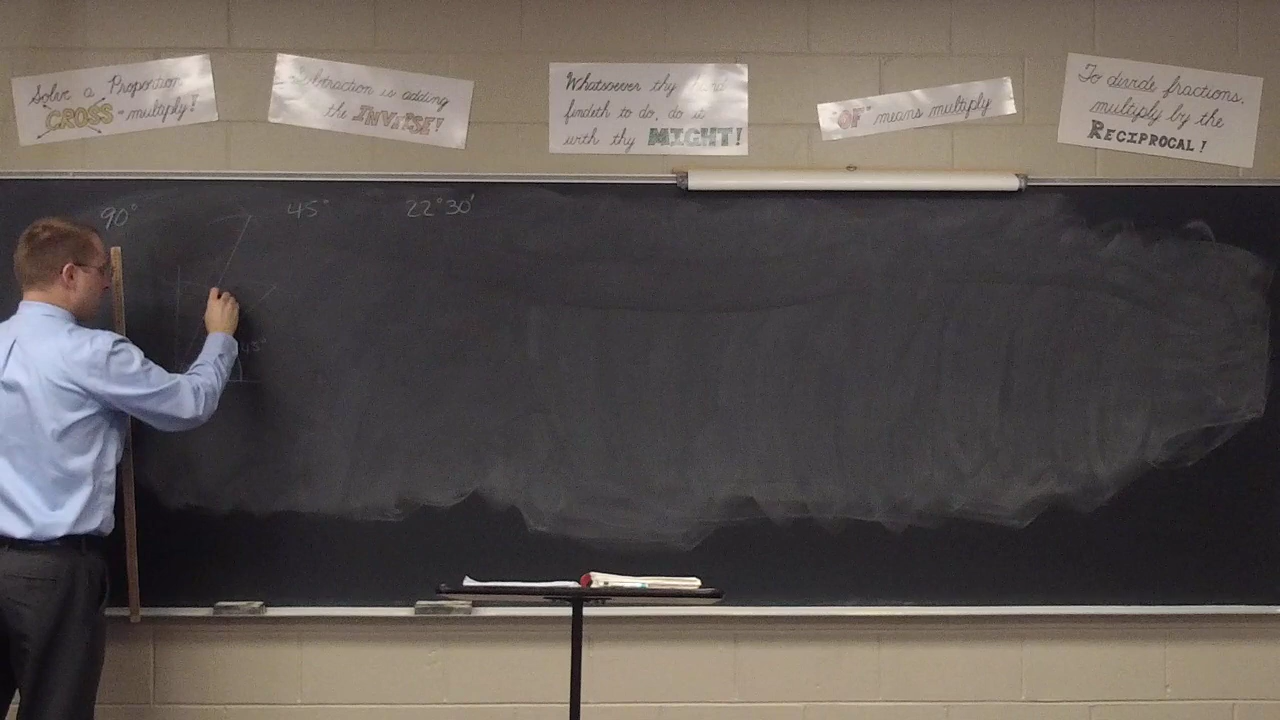 Solve a Proportion
"CROSS"-multiply!
Subtraction is adding
the INVERSE!
Whatsoever thy hand
findeth to do, do it
with thy MIGHT!
"OF" means multiply
To divide fractions,
multiply by the
RECIPROCAL!
90°
45°
22°30'
45°